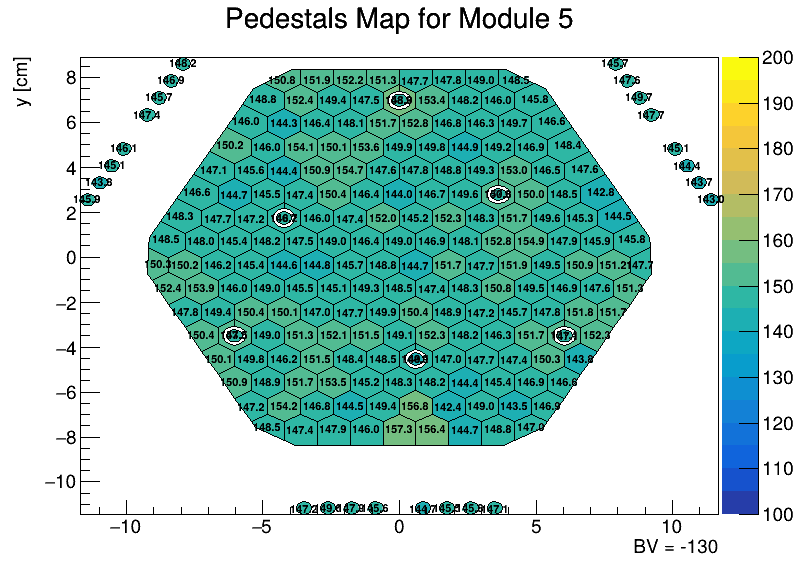 Pedestals Map for Module 5
y [cm]
148.2 145.7
146.9 147.6
145.7 149.7
147.4 147.7
146.1 145.1
145.1 144.4
143.8 143.7
145.9 143.0
150.8 151.9 152.2 151.3 147.7 147.8 149.0 148.5
148.8 152.4 149.4 147.5 153.4 148.2 146.0 145.8
146.0 144.3 146.4 148.1 151.7 152.8 146.8 146.3 149.7 146.6
150.2 146.0 154.1 150.1 153.6 149.9 149.8 144.9 149.2 146.9 148.4
147.1 145.6 144.4 150.9 154.7 147.6 147.8 148.8 149.3 153.0 146.5 147.6
146.6 144.7 145.5 147.4 150.4 146.4 144.0 146.7 149.6 150.0 148.5 142.8
148.3 147.7 147.2 146.0 147.4 152.0 145.2 152.3 148.3 151.7 149.6 145.3 144.5
148.5 148.0 145.4 148.2 147.5 149.0 146.4 149.0 146.9 148.1 152.8 154.9 147.9 145.9 145.8
150.3 150.2 146.2 145.4 144.6 144.8 145.7 148.8 144.7 151.7 147.7 151.9 149.5 150.9 151.2 147.7
152.4 153.9 146.0 149.0 145.5 145.1 149.3 148.5 147.4 148.3 150.8 149.5 146.9 147.6 151.3
147.8 149.4 150.4 150.1 147.0 145.7 150.4 149.4 147.2 145.9 147.8 151.8 151.7
150.4 149.0 151.3 152.1 151.5 149.1 152.3 148.9 149.2 147.4 152.3
150.1 149.8 146.2 151.5 148.4 148.5 147.0 147.7 147.4 150.3 143.8
150.9 148.9 151.7 153.5 145.2 148.3 148.2 144.4 145.4 146.9 146.6
147.2 154.2 146.8 144.5 149.4 156.8 142.4 149.0 143.5 146.9
148.5 147.4 147.9 146.0 157.3 156.4 144.7 148.8 147.0
8
6
4
2
0
−2
−4
−6
−8
−10
−10 −5 0 5 10
200
190
180
170
160
150
140
130
120
110
100
BV = -130